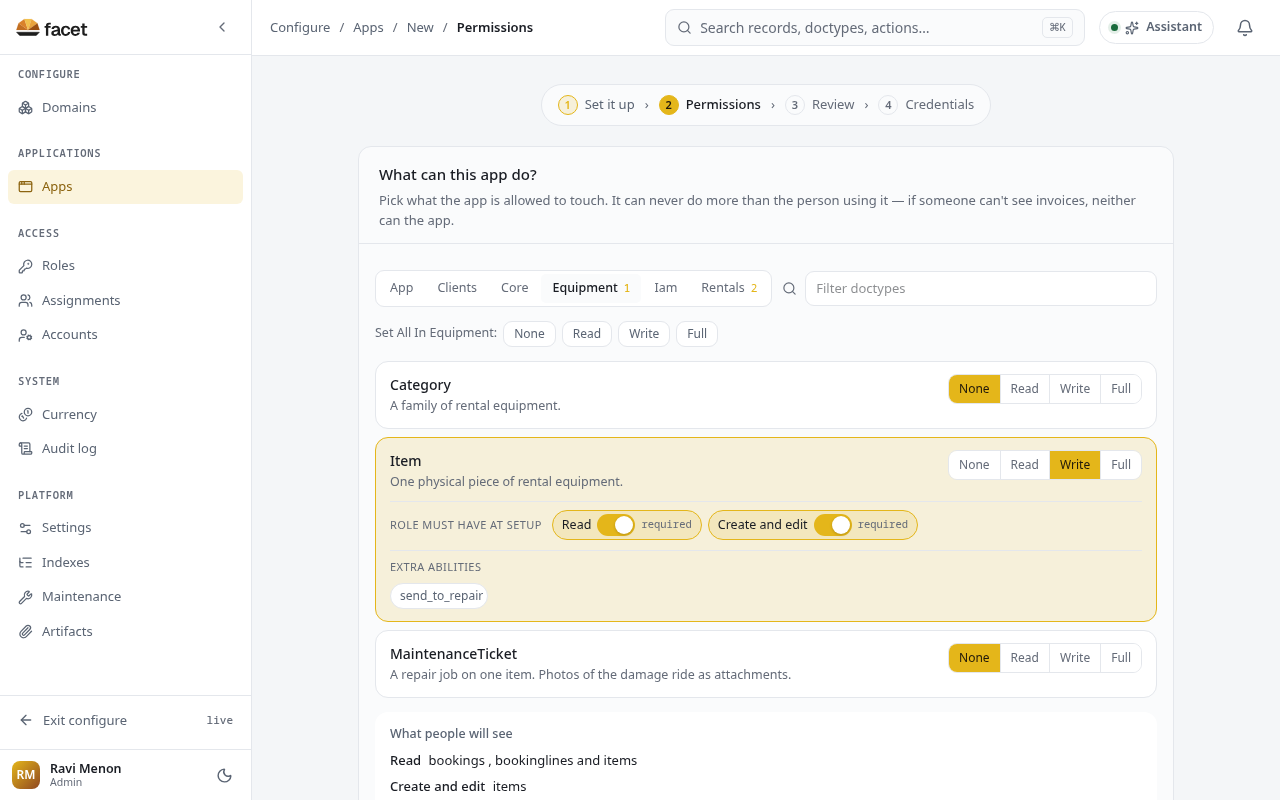 facet
Configure / Apps / New / Permissions
Search records, doctypes, actions...
⌘K
Assistant
CONFIGURE
Domains
APPLICATIONS
Apps
ACCESS
Roles
Assignments
Accounts
SYSTEM
Currency
Audit log
PLATFORM
Settings
Indexes
Maintenance
Artifacts
Exit configure
live
RM
Ravi Menon
Admin
1 Set it up › 2 Permissions › 3 Review › 4 Credentials
What can this app do?
Pick what the app is allowed to touch. It can never do more than the person using it — if someone can't see invoices, neither
can the app.
App Clients Core Equipment 1 Iam Rentals 2
Filter doctypes
Set All In Equipment: None Read Write Full
Category
A family of rental equipment.
None Read Write Full
Item
One physical piece of rental equipment.
None Read Write Full
ROLE MUST HAVE AT SETUP Read required Create and edit required
EXTRA ABILITIES
send_to_repair
MaintenanceTicket
A repair job on one item. Photos of the damage ride as attachments.
None Read Write Full
What people will see
Read bookings , bookinglines and items
Create and edit items